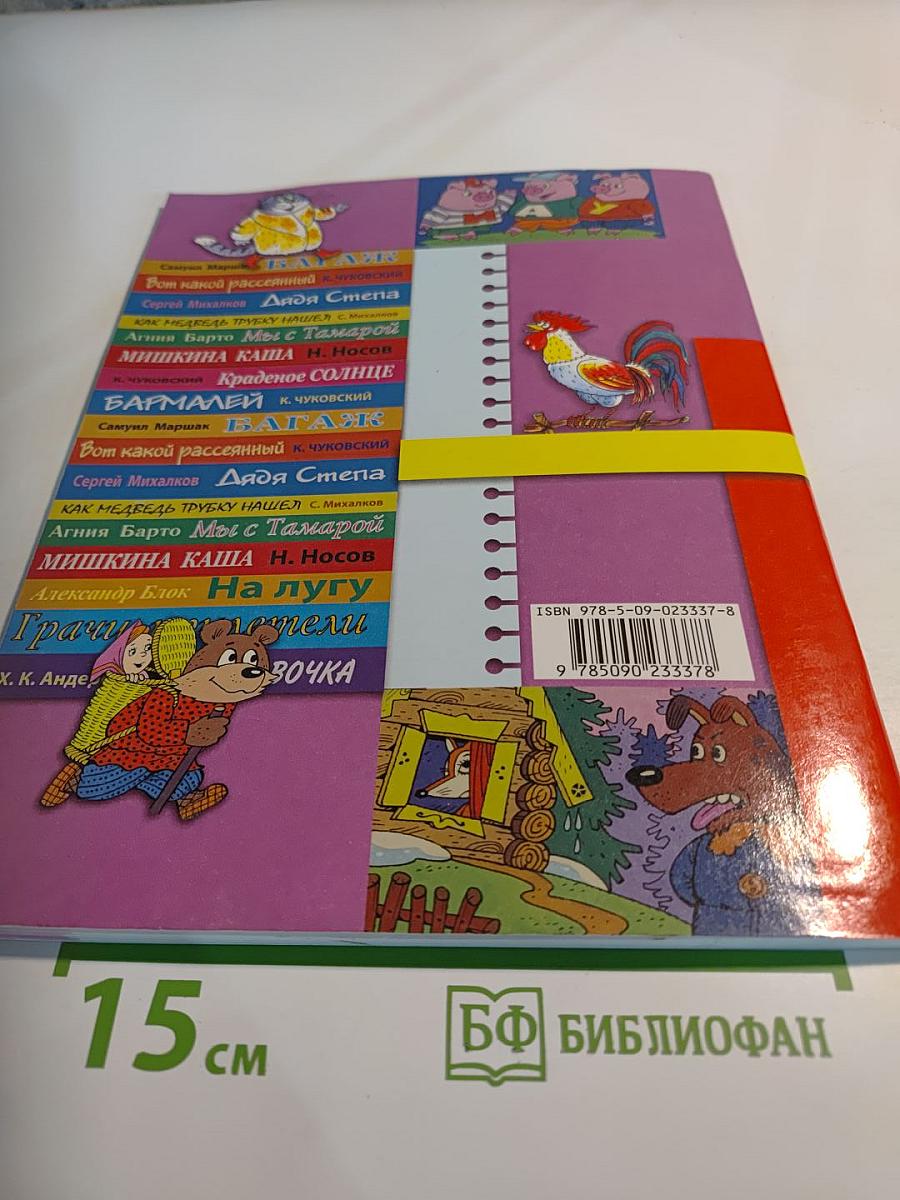 Самуил Маршак БАГАЖ
Вот какой рассеянный К. ЧУКОВСКИЙ
Сергей Михалков Дядя Степа
КАК МЕДВЕДЬ ТРУБКУ НАШЕЛ С. Михалков
Агния Барто Мы с Тамарой
МИШКИНА КАША Н. Носов
К. ЧУКОВСКИЙ Краденое СОЛНЦЕ
БАРМАЛЕЙ К. ЧУКОВСКИЙ
Самуил Маршак БАГАЖ
Вот какой рассеянный К. ЧУКОВСКИЙ
Сергей Михалков Дядя Степа
КАК МЕДВЕДЬ ТРУБКУ НАШЕЛ С. Михалков
Агния Барто Мы с Тамарой
МИШКИНА КАША Н. Носов
Александр Блок На лугу
Грачи
Х. К. Анде
А
У
ISBN 978-5-09-023337-8
9 785090 233378
15 см
БФ БИБЛИОФАН